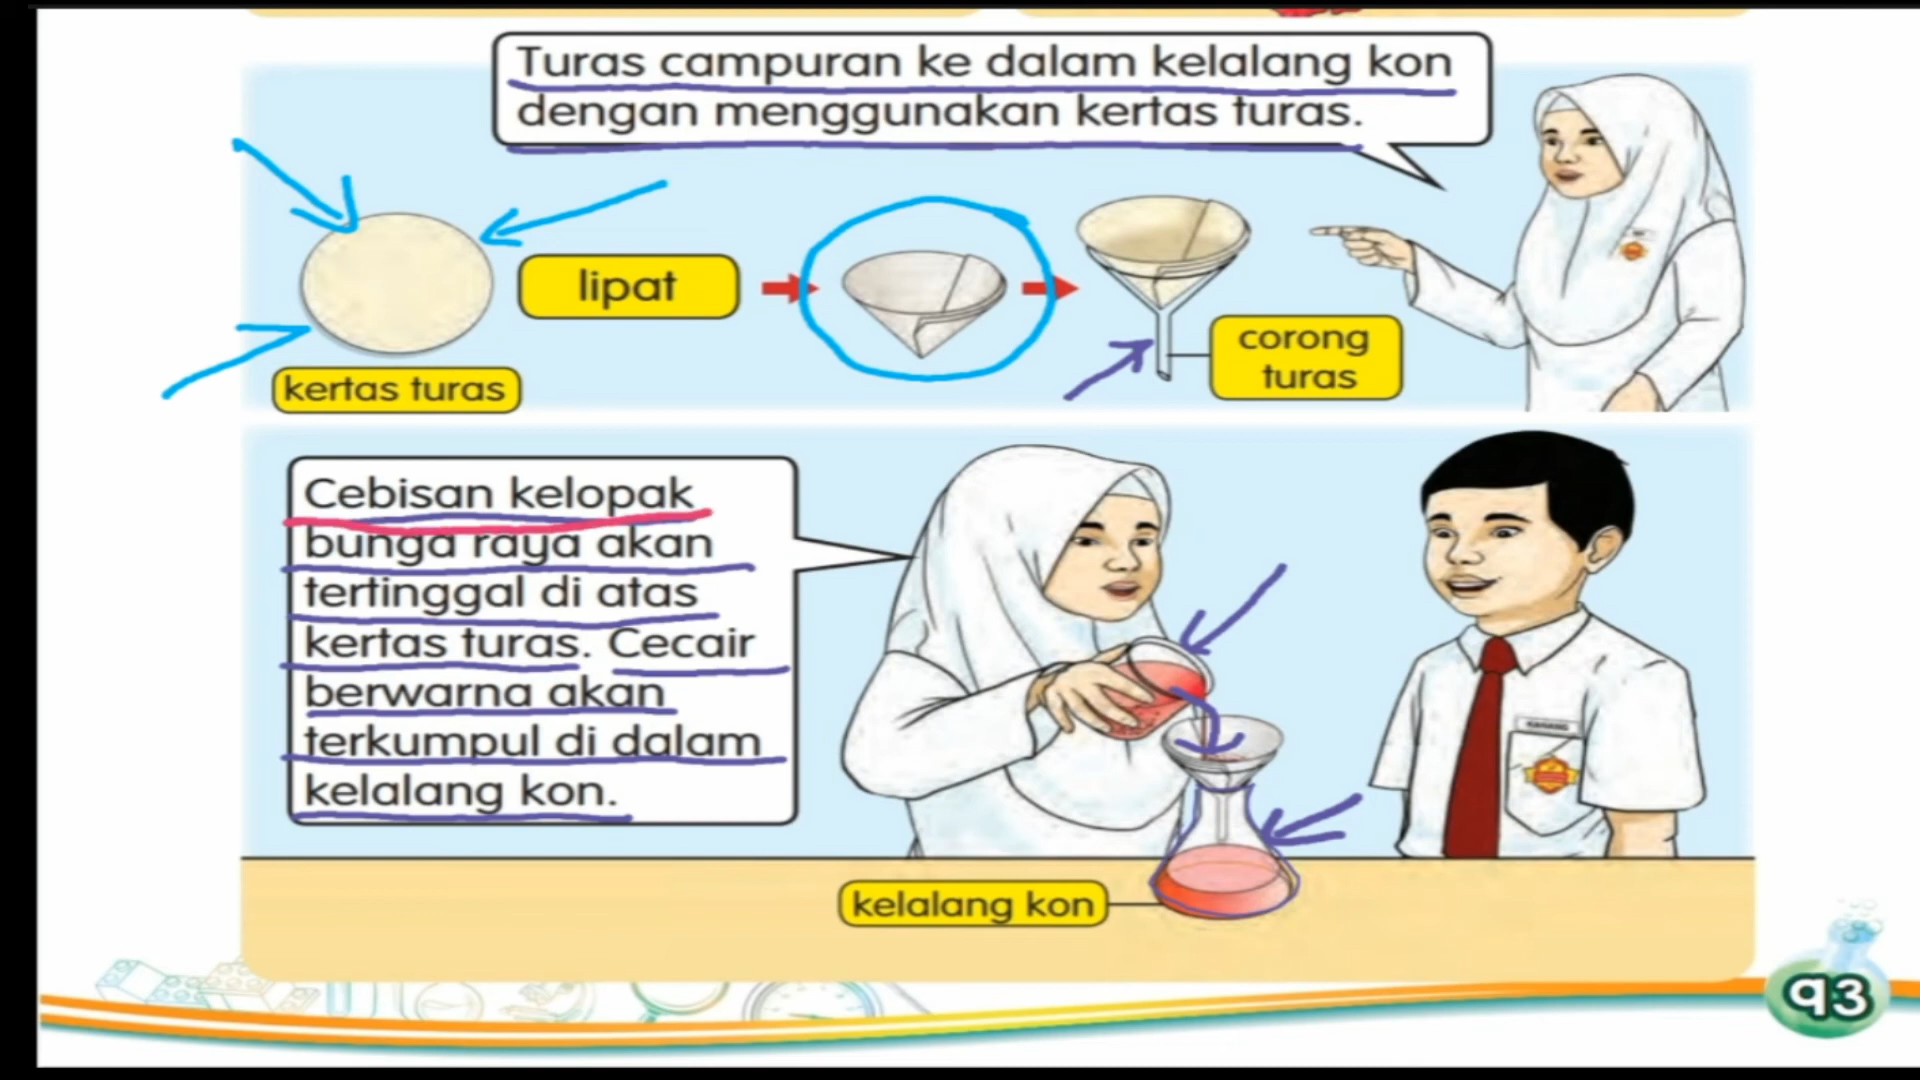 Turas campuran ke dalam kelalang kon
dengan menggunakan kertas turas.
lipat
corong
turas
kertas turas
Cebisan kelopak
bunga raya akan
tertinggal di atas
kertas turas. Cecair
berwarna akan
terkumpul di dalam
kelalang kon.
kelalang kon
93